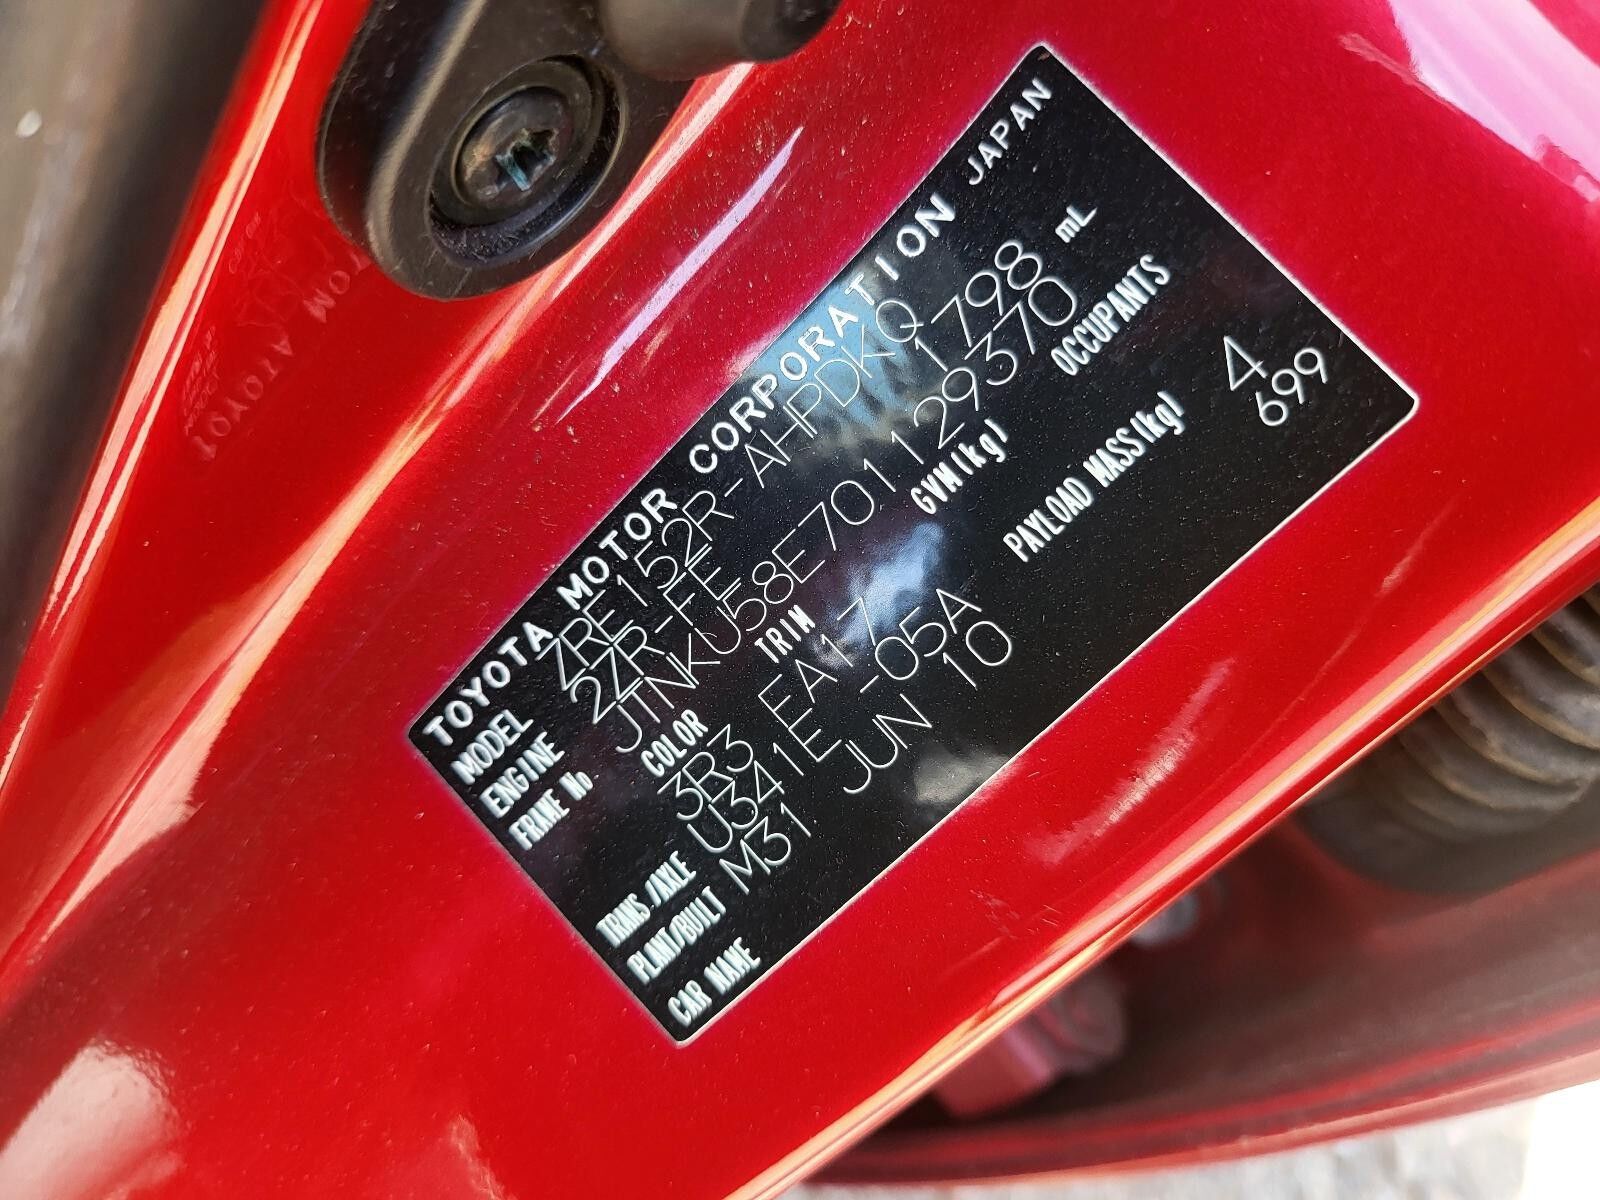 TOYOTA MOTOR CORPORATION JAPAN
MODEL ZRE152R-AHPDKQ
ENGINE 2ZR-FE 1798 mL
FRAME No. JTNKU58E701129370
COLOR TRIM GVM(kg) OCCUPANTS
3R3 EA17 4
PAYLOAD MASS(kg) 699
TRANS./AXLE U341E -05A
PLANT/BUILT M31 JUN 10
CAR NAME